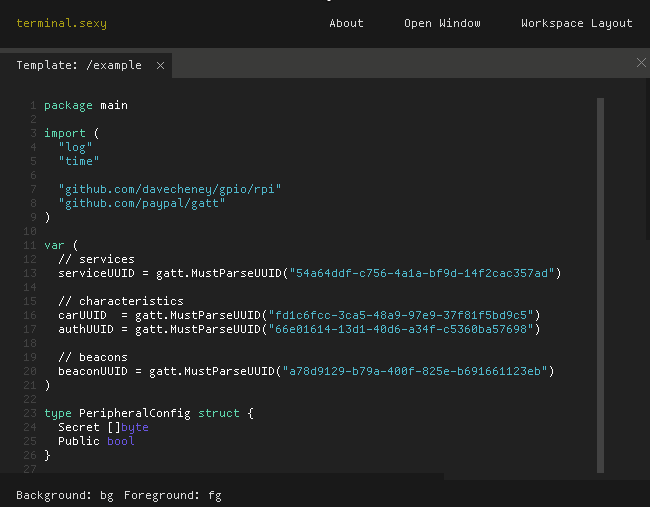 terminal.sexy About Open Window Workspace Layout
Template: /example ×
1 package main
2
3 import (
4   "log"
5   "time"
6
7   "github.com/davecheney/gpio/rpi"
8   "github.com/paypal/gatt"
9 )
10
11 var (
12   // services
13   serviceUUID = gatt.MustParseUUID("54a64ddf-c756-4a1a-bf9d-14f2cac357ad")
14
15   // characteristics
16   carUUID  = gatt.MustParseUUID("fd1c6fcc-3ca5-48a9-97e9-37f81f5bd9c5")
17   authUUID = gatt.MustParseUUID("66e01614-13d1-40d6-a34f-c5360ba57698")
18
19   // beacons
20   beaconUUID = gatt.MustParseUUID("a78d9129-b79a-400f-825e-b691661123eb")
21 )
22
23 type PeripheralConfig struct {
24   Secret []byte
25   Public bool
26 }
27
Background: bg Foreground: fg